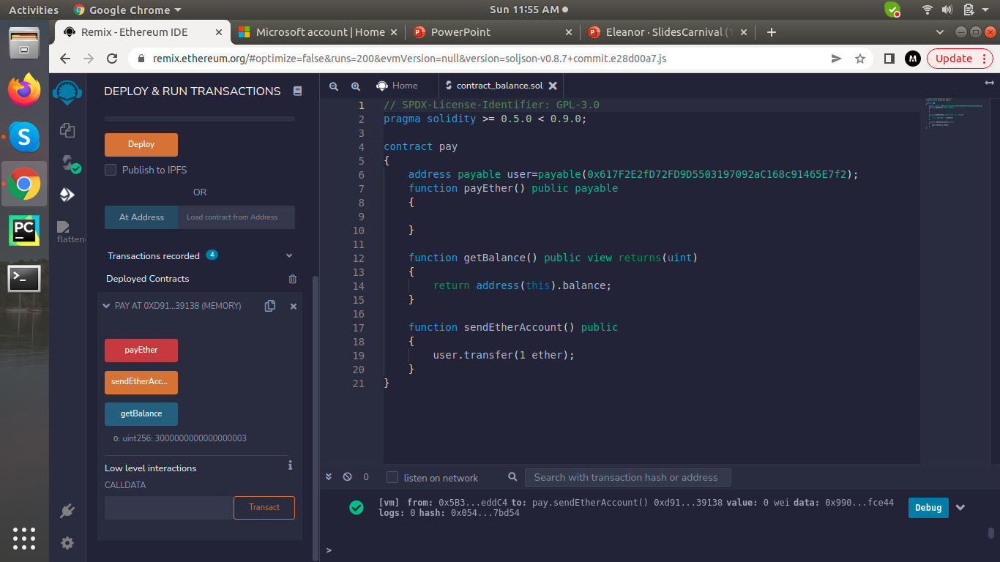 Activities
Google Chrome
Sun 11:55 AM
Remix - Ethereum IDE
Microsoft account | Home
PowerPoint
Eleanor · SlidesCarnival (1
remix.ethereum.org/#optimize=false&runs=200&evmVersion=null&version=soljson-v0.8.7+commit.e28d00a7.js
M
Update
DEPLOY & RUN TRANSACTIONS
Deploy
Publish to IPFS
OR
At Address
Load contract from Address
flatten
Transactions recorded 4
Deployed Contracts
PAY AT 0XD91...39138 (MEMORY)
payEther
sendEtherAcc...
getBalance
0: uint256: 3000000000000000003
Low level interactions
CALLDATA
Transact
Home
contract_balance.sol
1 // SPDX-License-Identifier: GPL-3.0
2 pragma solidity >= 0.5.0 < 0.9.0;
3
4 contract pay
5 {
6 address payable user=payable(0x617F2E2fD72FD9D5503197092aC168c91465E7f2);
7 function payEther() public payable
8 {
9
10 }
11
12 function getBalance() public view returns(uint)
13 {
14 return address(this).balance;
15 }
16
17 function sendEtherAccount() public
18 {
19 user.transfer(1 ether);
20 }
21 }
0
listen on network
Search with transaction hash or address
[vm] from: 0x5B3...eddC4 to: pay.sendEtherAccount() 0xd91...39138 value: 0 wei data: 0x990...fce44
logs: 0 hash: 0x054...7bd54
Debug
>
PC
S